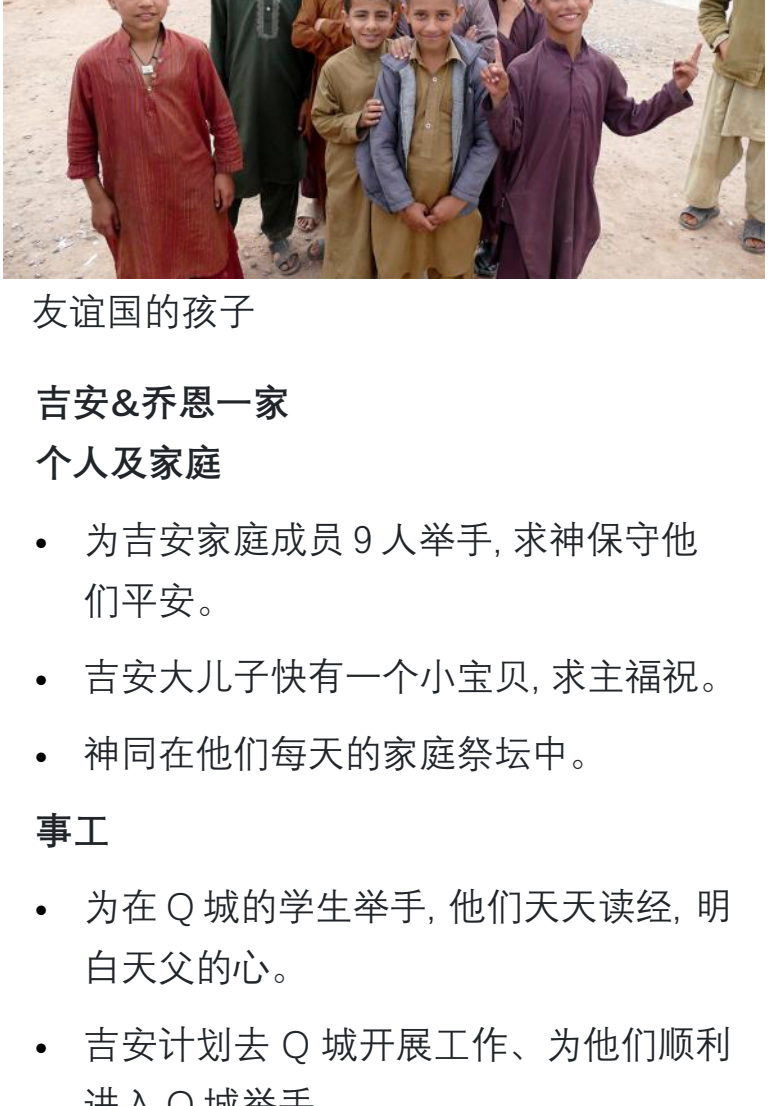 友谊国的孩子
吉安&乔恩一家
个人及家庭
• 为吉安家庭成员 9 人举手, 求神保守他
们平安。
• 吉安大儿子快有一个小宝贝, 求主福祝。
• 神同在他们每天的家庭祭坛中。
事工
• 为在 Q 城的学生举手, 他们天天读经, 明
白天父的心。
• 吉安计划去 Q 城开展工作、为他们顺利
进入 Q 城举手